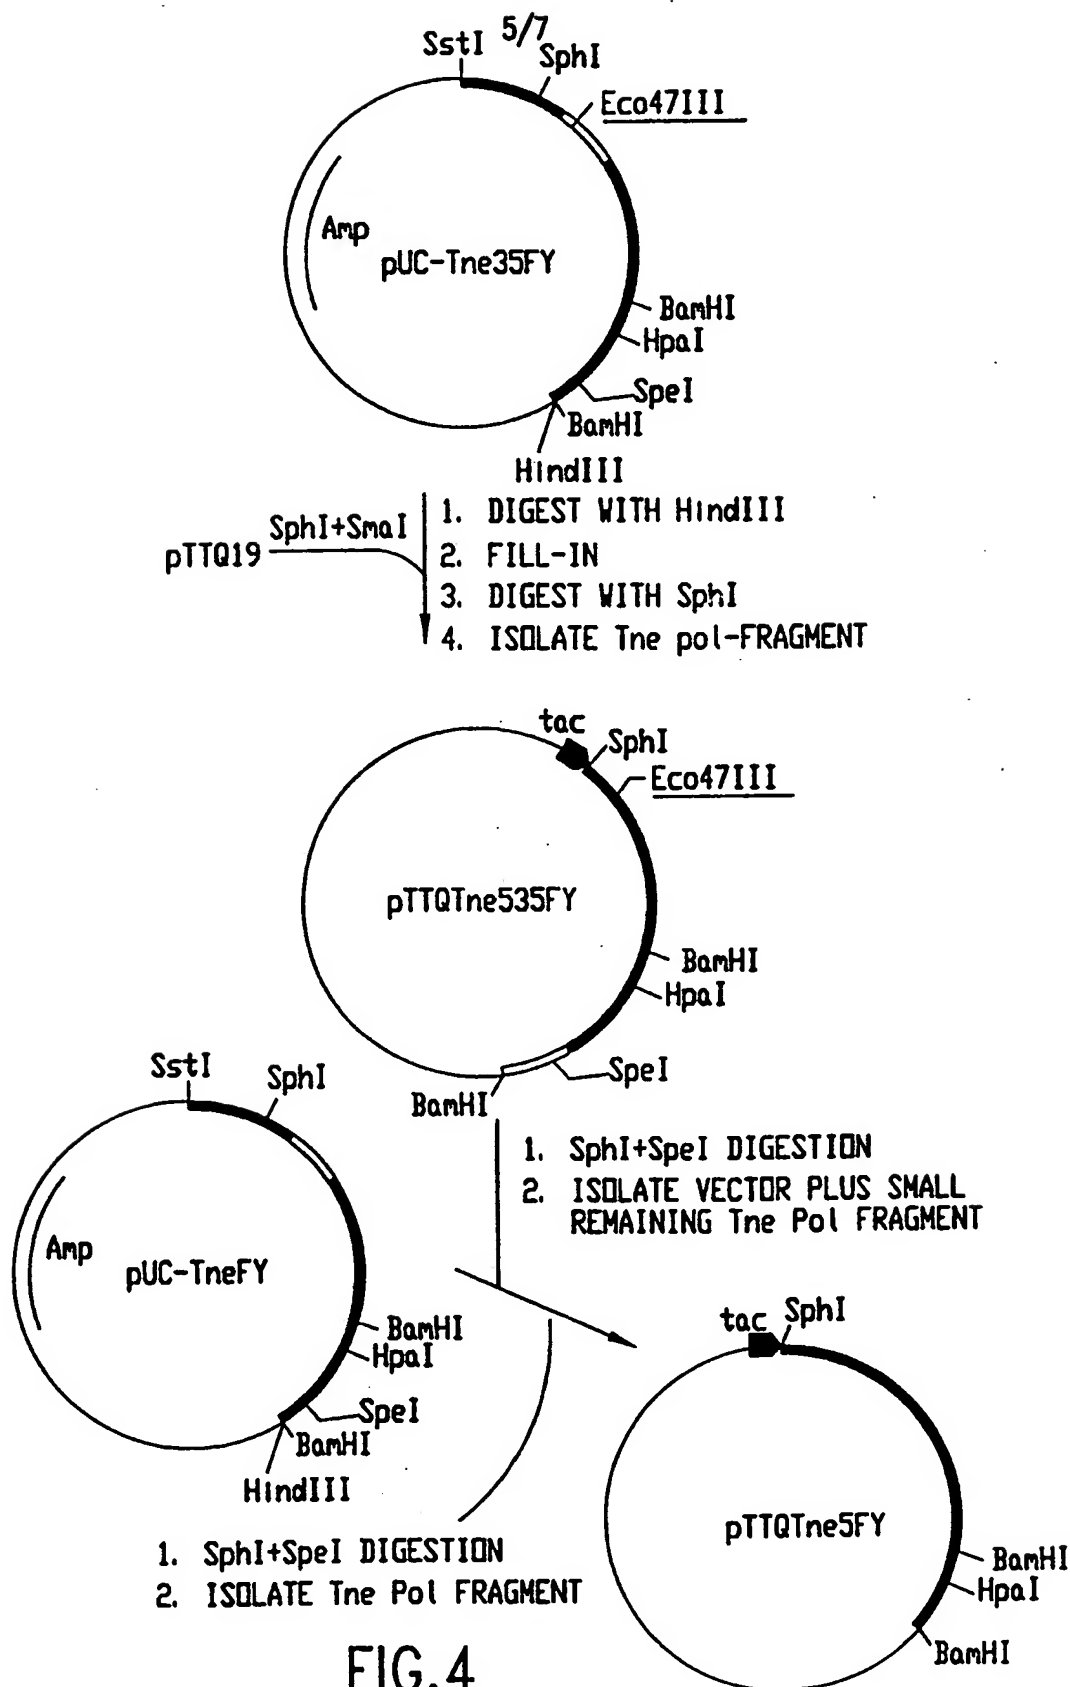 5/7
SstI
SphI
Eco47III
Amp
pUC-Tne35FY
BamHI
HpaI
SpeI
BamHI
HindIII
pTTQ19
SphI+SmaI
1. DIGEST WITH HindIII
2. FILL-IN
3. DIGEST WITH SphI
4. ISOLATE Tne pol-FRAGMENT
tac
SphI
Eco47III
pTTQTne535FY
BamHI
HpaI
SpeI
BamHI
SstI
SphI
Amp
pUC-TneFY
BamHI
HpaI
SpeI
BamHI
HindIII
1. SphI+SpeI DIGESTION
2. ISOLATE VECTOR PLUS SMALL
REMAINING Tne Pol FRAGMENT
1. SphI+SpeI DIGESTION
2. ISOLATE Tne Pol FRAGMENT
tac
SphI
pTTQTne5FY
BamHI
HpaI
BamHI
FIG.4